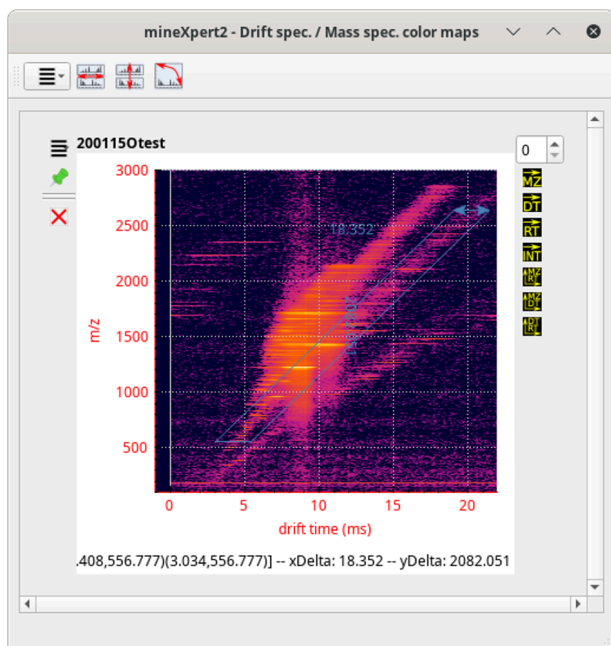 mineXpert2 - Drift spec. / Mass spec. color maps
200115Otest
0
MZ
DT
RT
INT
3000
2500
2000
1500
1000
500
m/z
18.352
0
5
10
15
20
drift time (ms)
.408,556.777)(3.034,556.777)] -- xDelta: 18.352 -- yDelta: 2082.051